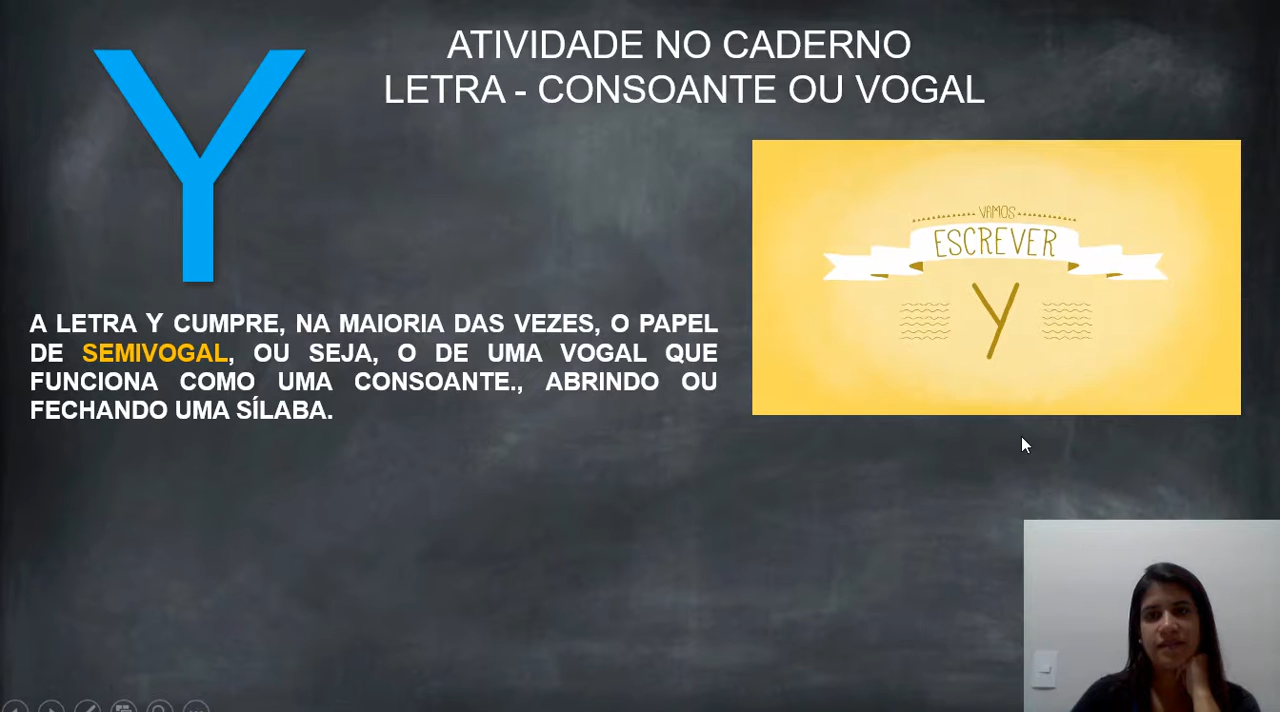 Y
ATIVIDADE NO CADERNO
LETRA - CONSOANTE OU VOGAL
VAMOS
ESCREVER
Y
A LETRA Y CUMPRE, NA MAIORIA DAS VEZES, O PAPEL
DE SEMIVOGAL, OU SEJA, O DE UMA VOGAL QUE
FUNCIONA COMO UMA CONSOANTE., ABRINDO OU
FECHANDO UMA SÍLABA.